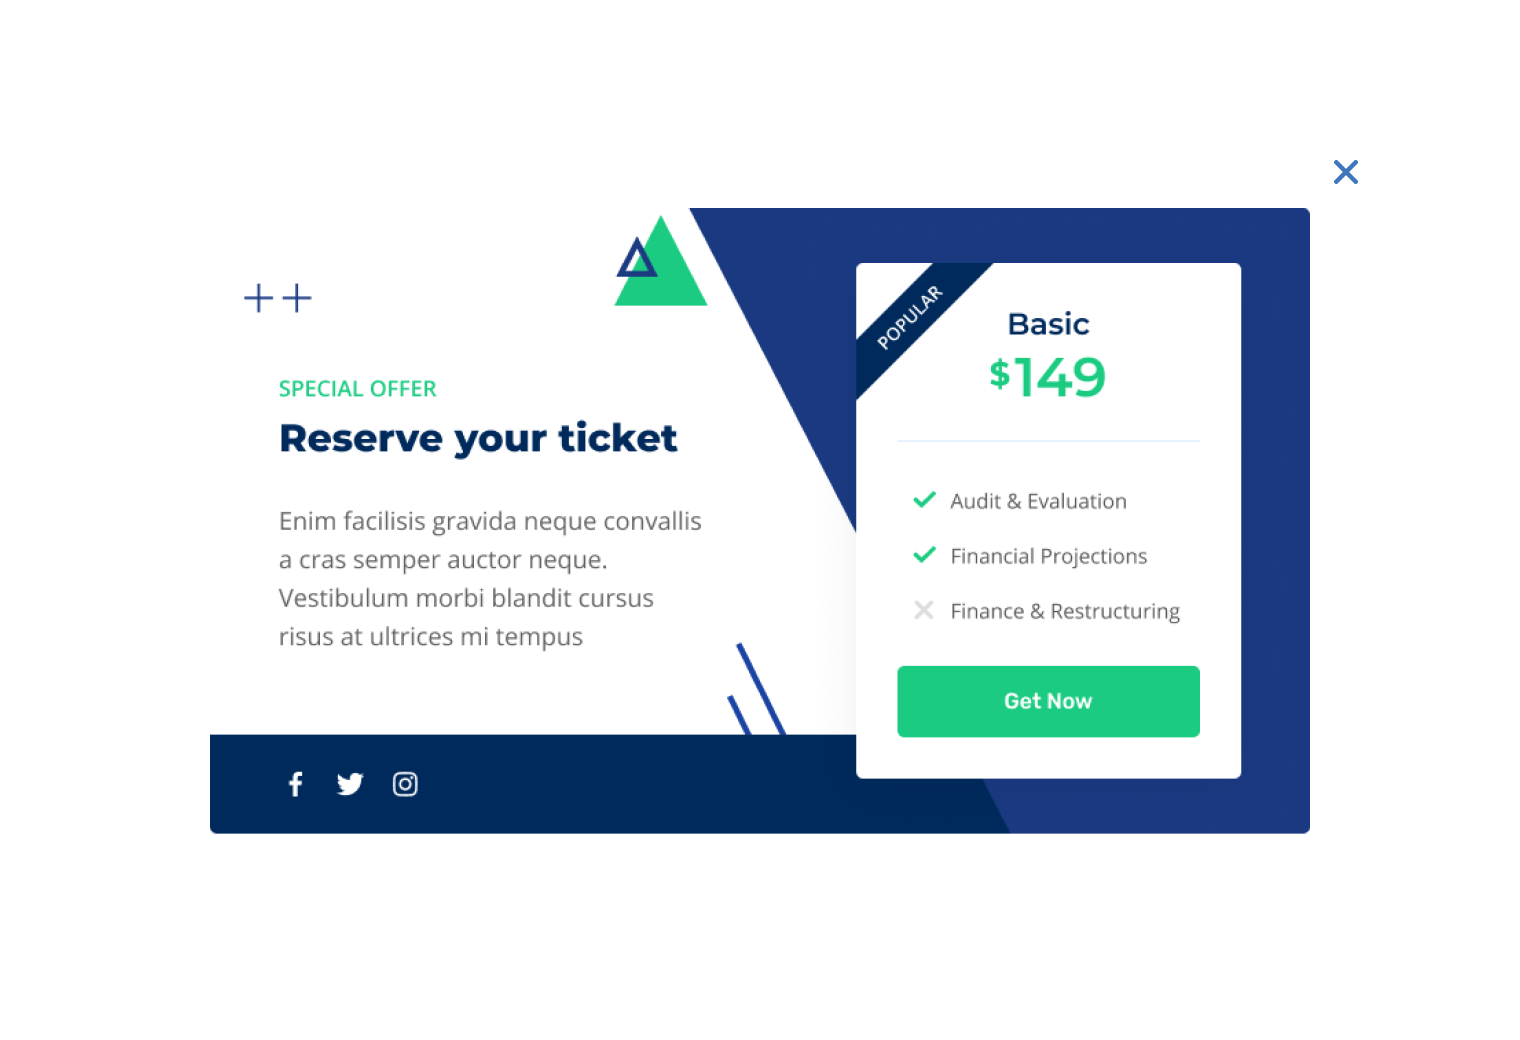 SPECIAL OFFER
Reserve your ticket
Enim facilisis gravida neque convallis
a cras semper auctor neque.
Vestibulum morbi blandit cursus
risus at ultrices mi tempus
POPULAR
Basic
$149
Audit & Evaluation
Financial Projections
Finance & Restructuring
Get Now